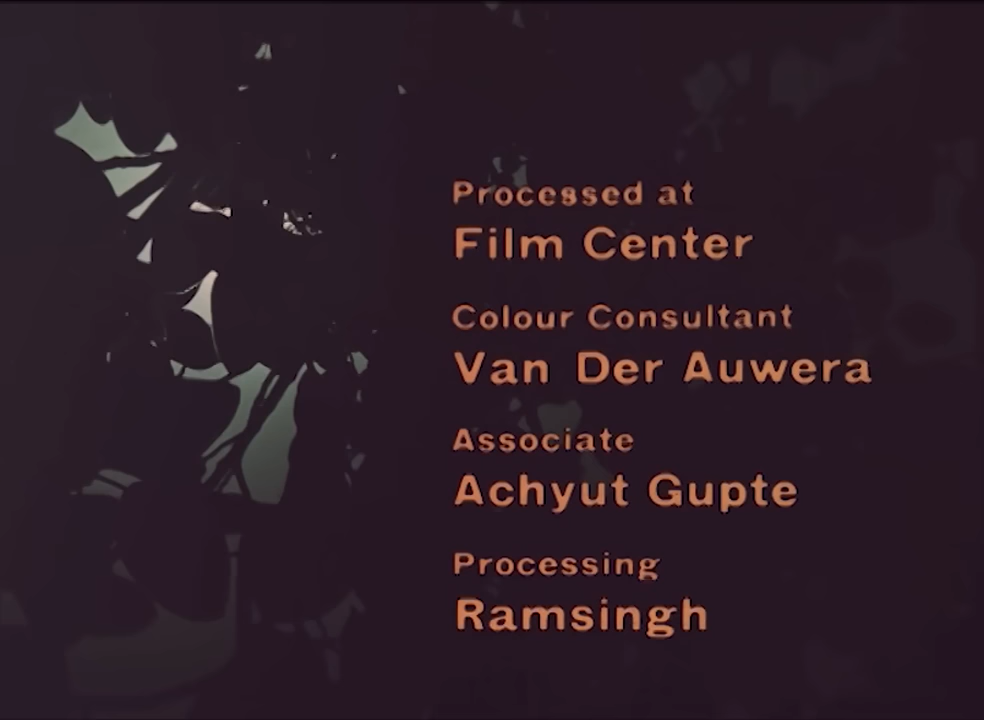 Processed at
Film Center
Colour Consultant
Van Der Auwera
Associate
Achyut Gupte
Processing
Ramsingh